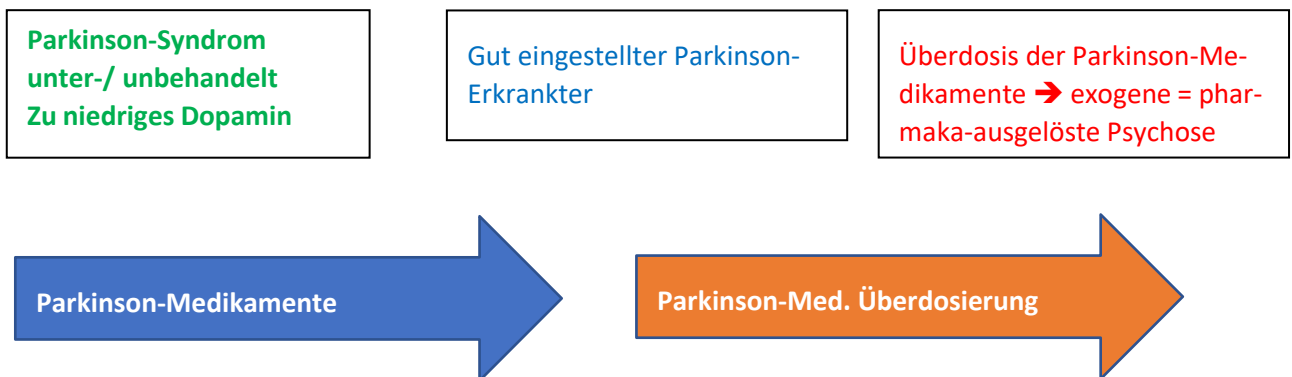 Parkinson-Syndrom
unter-/ unbehandelt
Zu niedriges Dopamin
Gut eingestellter Parkinson-
Erkrankter
Überdosis der Parkinson-Me-
dikamente ➔ exogene = phar-
maka-ausgelöste Psychose
Parkinson-Medikamente
Parkinson-Med. Überdosierung